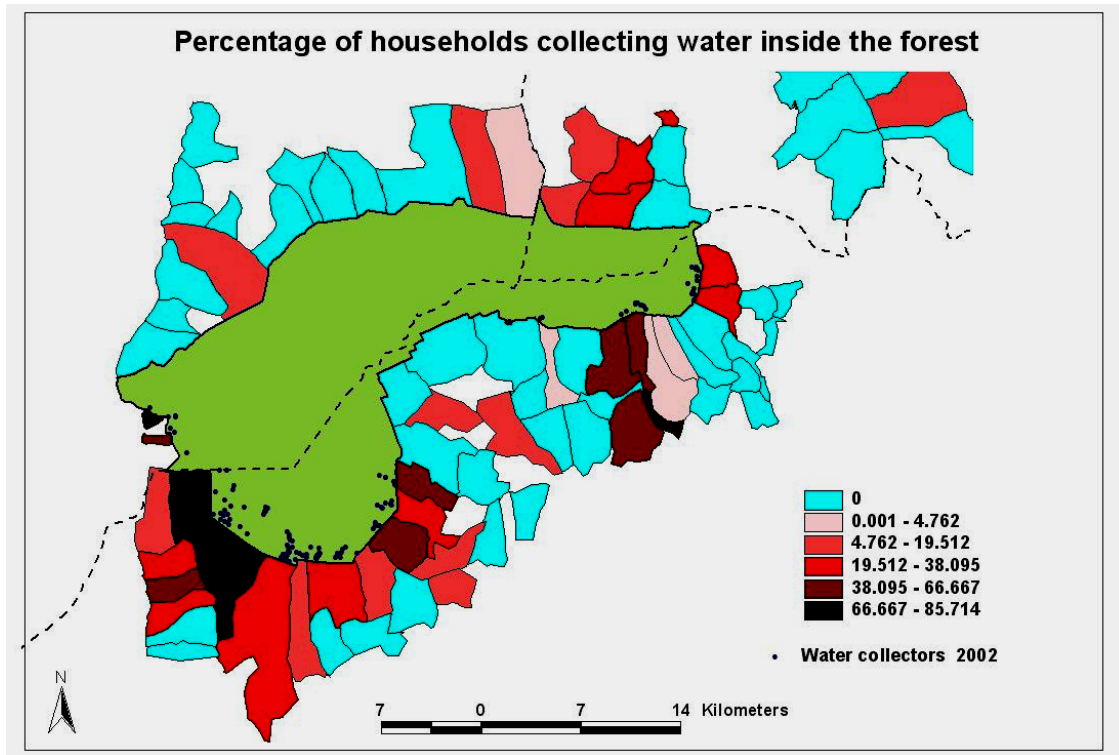 Percentage of households collecting water inside the forest
0
0.001 - 4.762
4.762 - 19.512
19.512 - 38.095
38.095 - 66.667
66.667 - 85.714
Water collectors 2002
N
7 0 7 14 Kilometers